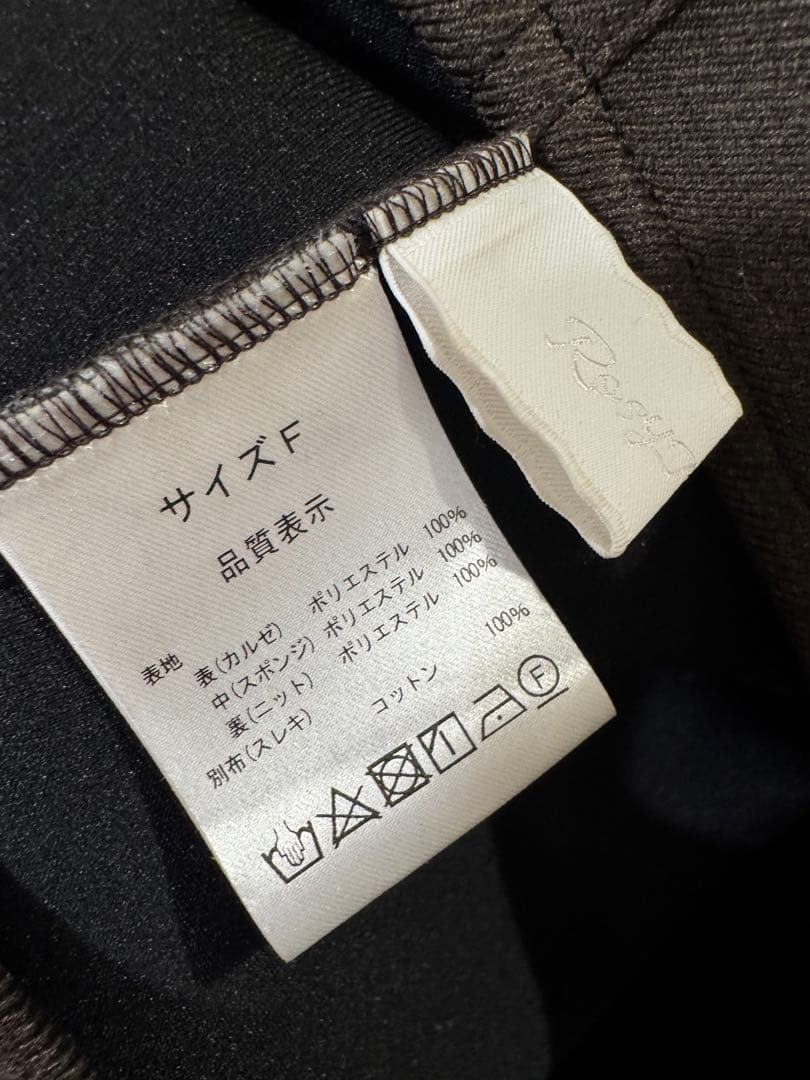 サイズF
品質表示
表地 表(カルゼ) ポリエステル 100%
中(スポンジ) ポリエステル 100%
裏(ニット) ポリエステル 100%
別布(スレキ) コットン 100%
F